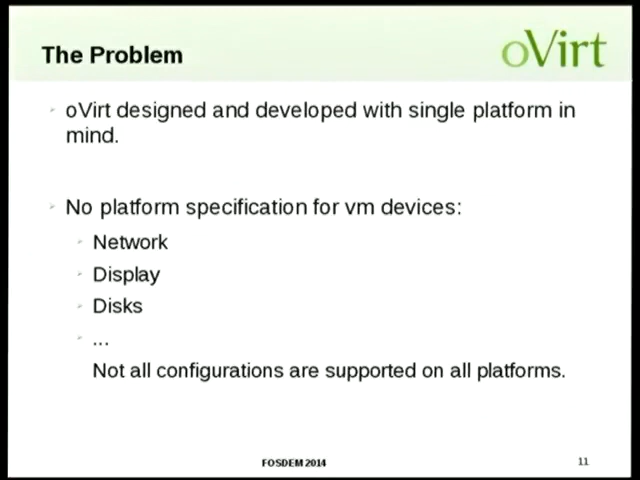 The Problem
oVirt
oVirt designed and developed with single platform in
mind.
No platform specification for vm devices:
Network
Display
Disks
...
Not all configurations are supported on all platforms.
FOSDEM 2014
11